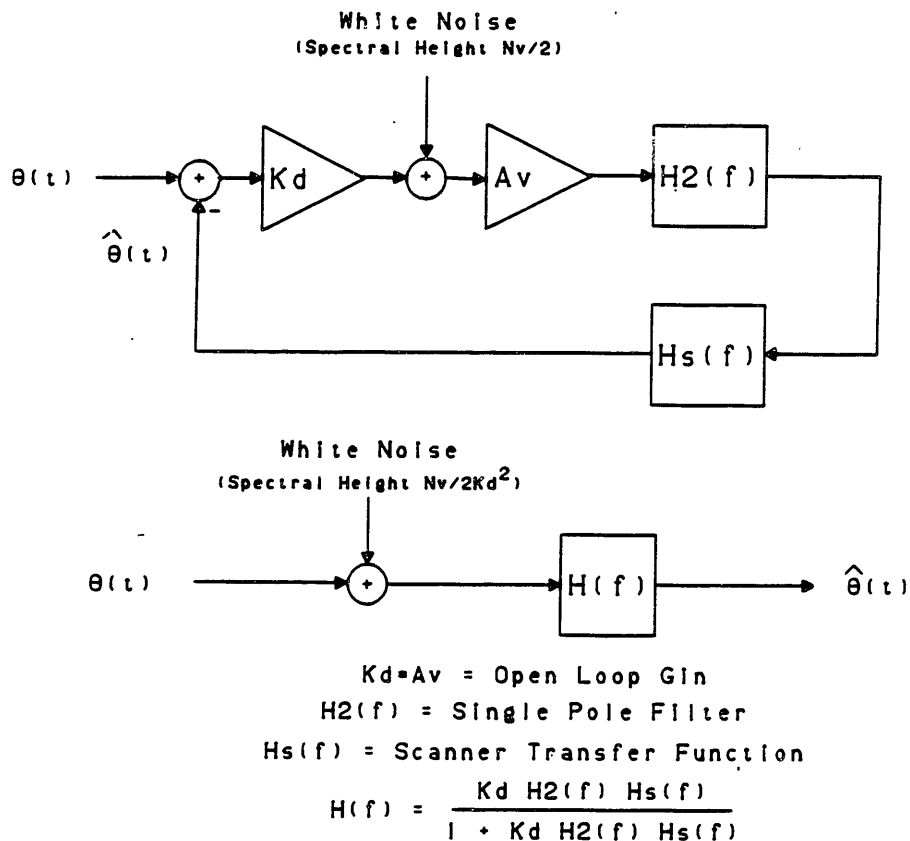 White Noise
(Spectral Height Nv/2)
θ(t)
+
Kd
+
Av
H2(f)
-
θ̂(t)
Hs(f)
White Noise
(Spectral Height Nv/2Kd²)
θ(t)
+
H(f)
θ̂(t)
Kd*Av = Open Loop Gin
H2(f) = Single Pole Filter
Hs(f) = Scanner Transfer Function
H(f) = Kd H2(f) Hs(f) / 1 + Kd H2(f) Hs(f)